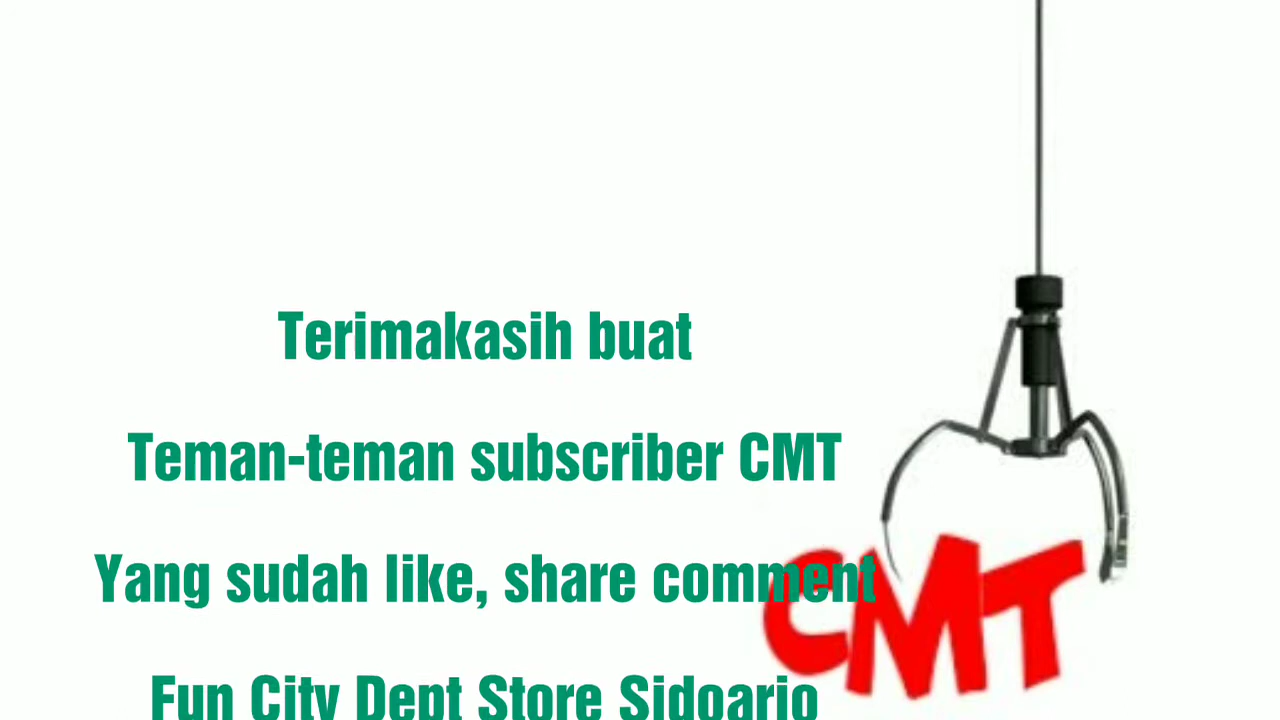 Terimakasih buat
Teman-teman subscriber CMT
Yang sudah like, share comment
CMT
Fun City Dept Store Sidoarjo